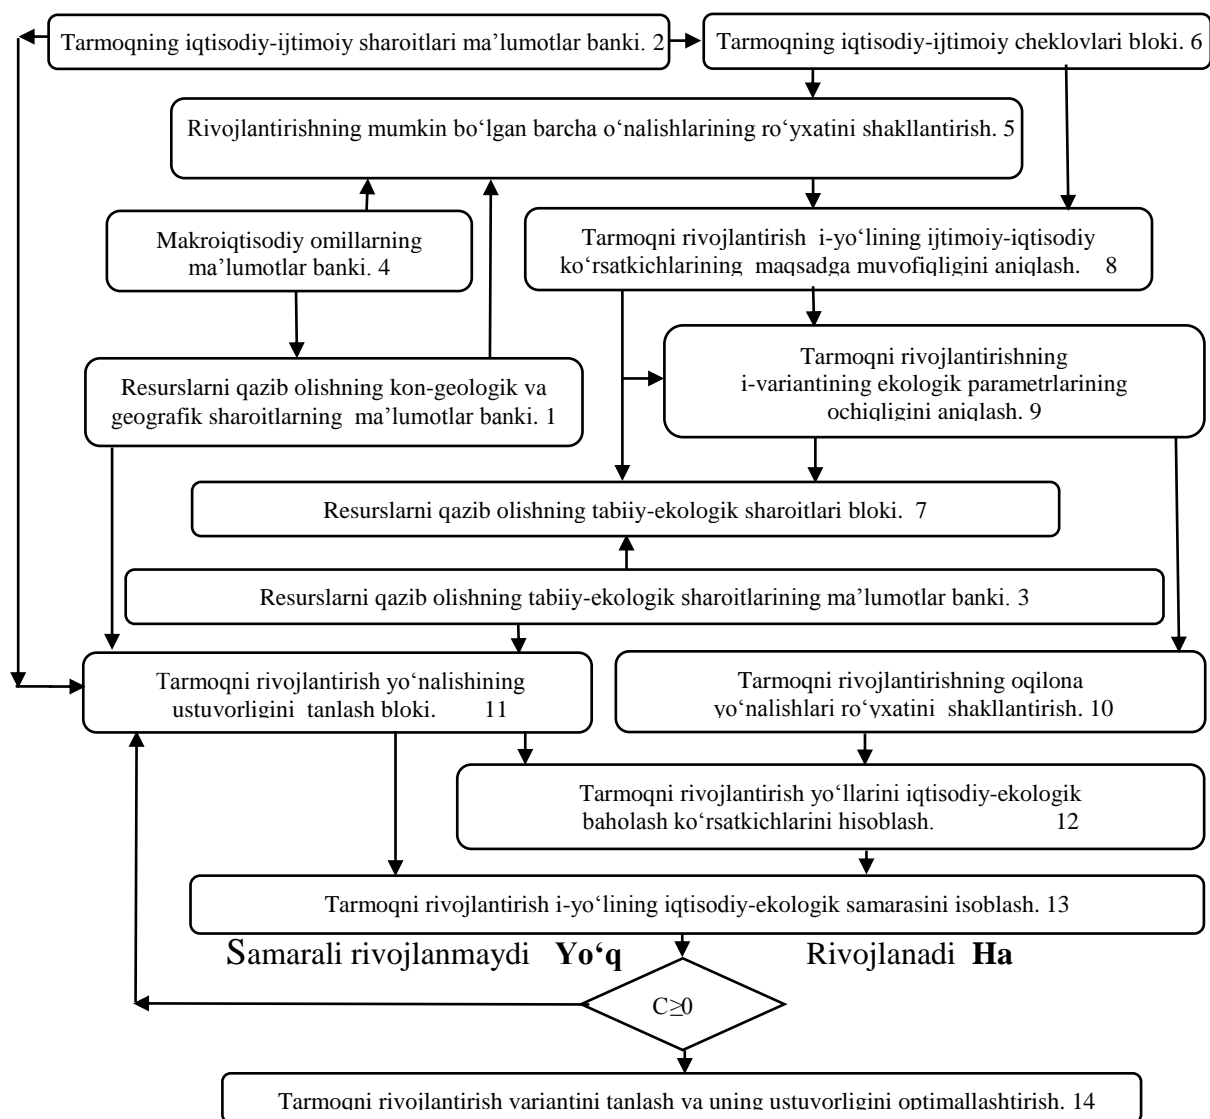 Tarmoqning iqtisodiy-ijtimoiy sharoitlari ma’lumotlar banki. 2
Tarmoqning iqtisodiy-ijtimoiy cheklovlari bloki. 6
Rivojlantirishning mumkin bo‘lgan barcha o‘nalishlarining ro‘yxatini shakllantirish. 5
Makroiqtisodiy omillarning
ma’lumotlar banki. 4
Tarmoqni rivojlantirish i-yo‘lining ijtimoiy-iqtisodiy
ko‘rsatkichlarining maqsadga muvofiqligini aniqlash. 8
Resurslarni qazib olishning kon-geologik va
geografik sharoitlarning ma’lumotlar banki. 1
Tarmoqni rivojlantirishning
i-variantining ekologik parametrlarining
ochiqligini aniqlash. 9
Resurslarni qazib olishning tabiiy-ekologik sharoitlari bloki. 7
Resurslarni qazib olishning tabiiy-ekologik sharoitlarining ma’lumotlar banki. 3
Tarmoqni rivojlantirish yo‘nalishining
ustuvorligini tanlash bloki. 11
Tarmoqni rivojlantirishning oqilona
yo‘nalishlari ro‘yxatini shakllantirish. 10
Tarmoqni rivojlantirish yo‘llarini iqtisodiy-ekologik
baholash ko‘rsatkichlarini hisoblash. 12
Tarmoqni rivojlantirish i-yo‘lining iqtisodiy-ekologik samarasini isoblash. 13
Samarali rivojlanmaydi Yo‘q
Rivojlanadi Ha
C≥0
Tarmoqni rivojlantirish variantini tanlash va uning ustuvorligini optimallashtirish. 14